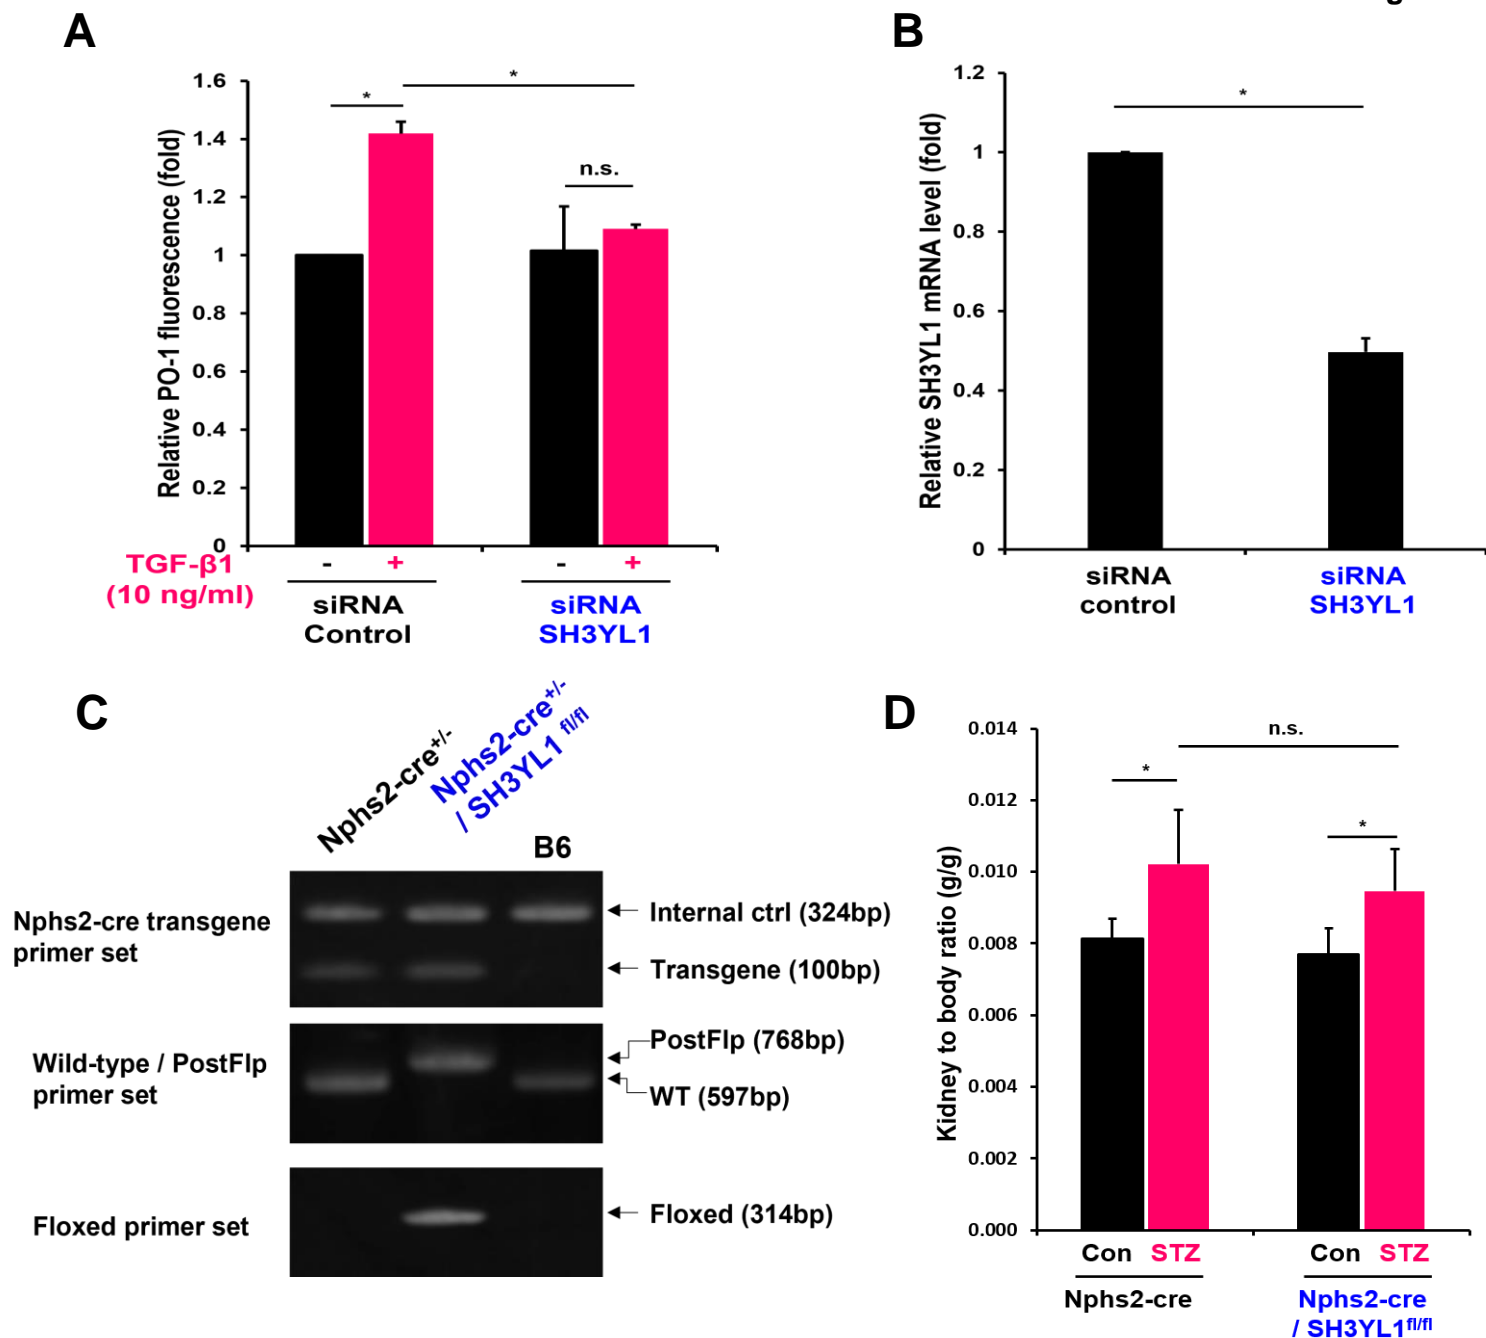 g
A
*
*
n.s.
1.6
1.4
1.2
1
0.8
0.6
0.4
0.2
0
Relative PO-1 fluorescence (fold)
TGF-β1
(10 ng/ml)
- + - +
siRNA
Control
siRNA
SH3YL1
B
*
1.2
1
0.8
0.6
0.4
0.2
0
Relative SH3YL1 mRNA level (fold)
siRNA
control
siRNA
SH3YL1
C
Nphs2-cre+/-
Nphs2-cre+/-
/ SH3YL1 fl/fl
B6
Nphs2-cre transgene
primer set
Internal ctrl (324bp)
Transgene (100bp)
Wild-type / PostFlp
primer set
PostFlp (768bp)
WT (597bp)
Floxed primer set
Floxed (314bp)
D
n.s.
*
*
0.014
0.012
0.010
0.008
0.006
0.004
0.002
0.000
Kidney to body ratio (g/g)
Con STZ Con STZ
Nphs2-cre
Nphs2-cre
/ SH3YL1fl/fl